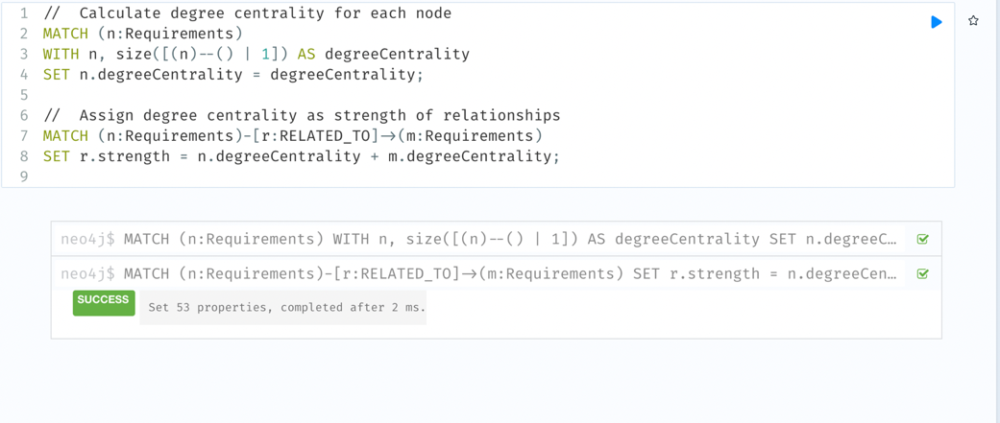 1 // Calculate degree centrality for each node
2 MATCH (n:Requirements)
3 WITH n, size([(n)--() | 1]) AS degreeCentrality
4 SET n.degreeCentrality = degreeCentrality;
5
6 // Assign degree centrality as strength of relationships
7 MATCH (n:Requirements)-[r:RELATED_TO]->(m:Requirements)
8 SET r.strength = n.degreeCentrality + m.degreeCentrality;
9
neo4j$ MATCH (n:Requirements) WITH n, size([(n)--() | 1]) AS degreeCentrality SET n.degreeC…
neo4j$ MATCH (n:Requirements)-[r:RELATED_TO]->(m:Requirements) SET r.strength = n.degreeCen…
SUCCESS Set 53 properties, completed after 2 ms.